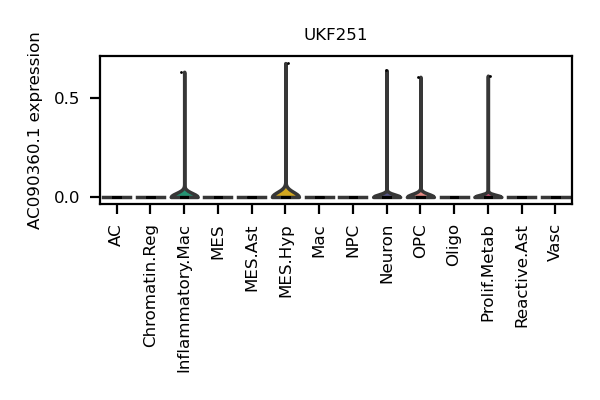 UKF251
AC090360.1 expression
0.5
0.0
AC
Chromatin.Reg
Inflammatory.Mac
MES
MES.Ast
MES.Hyp
Mac
NPC
Neuron
OPC
Oligo
Prolif.Metab
Reactive.Ast
Vasc